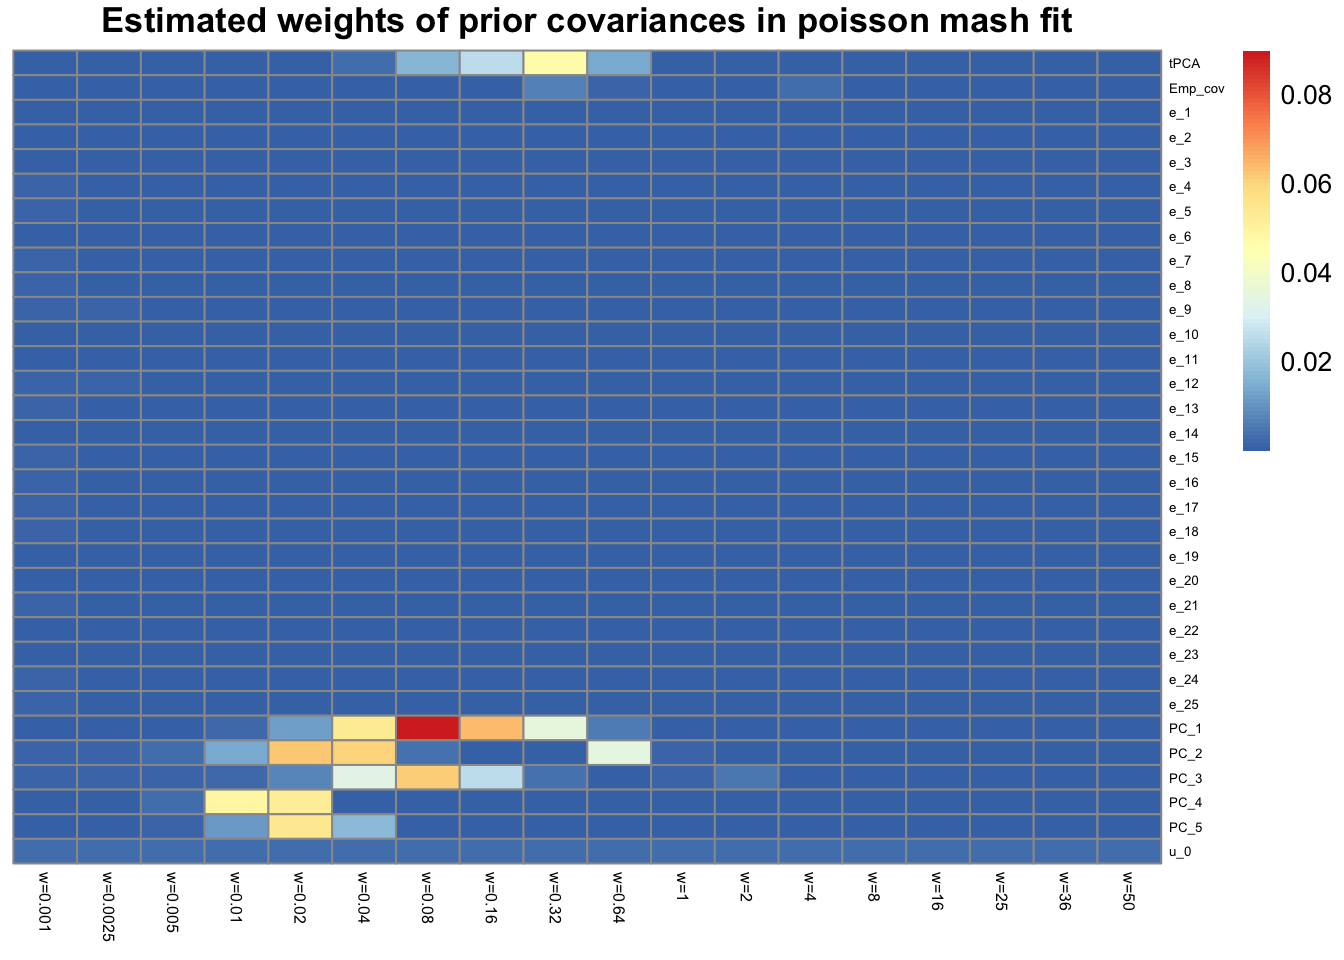 Estimated weights of prior covariances in poisson mash fit
tPCA
Emp_cov
e_1
e_2
e_3
e_4
e_5
e_6
e_7
e_8
e_9
e_10
e_11
e_12
e_13
e_14
e_15
e_16
e_17
e_18
e_19
e_20
e_21
e_22
e_23
e_24
e_25
PC_1
PC_2
PC_3
PC_4
PC_5
u_0
0.08
0.06
0.04
0.02
w=0.001
w=0.0025
w=0.005
w=0.01
w=0.02
w=0.04
w=0.08
w=0.16
w=0.32
w=0.64
w=1
w=2
w=4
w=8
w=16
w=25
w=36
w=50